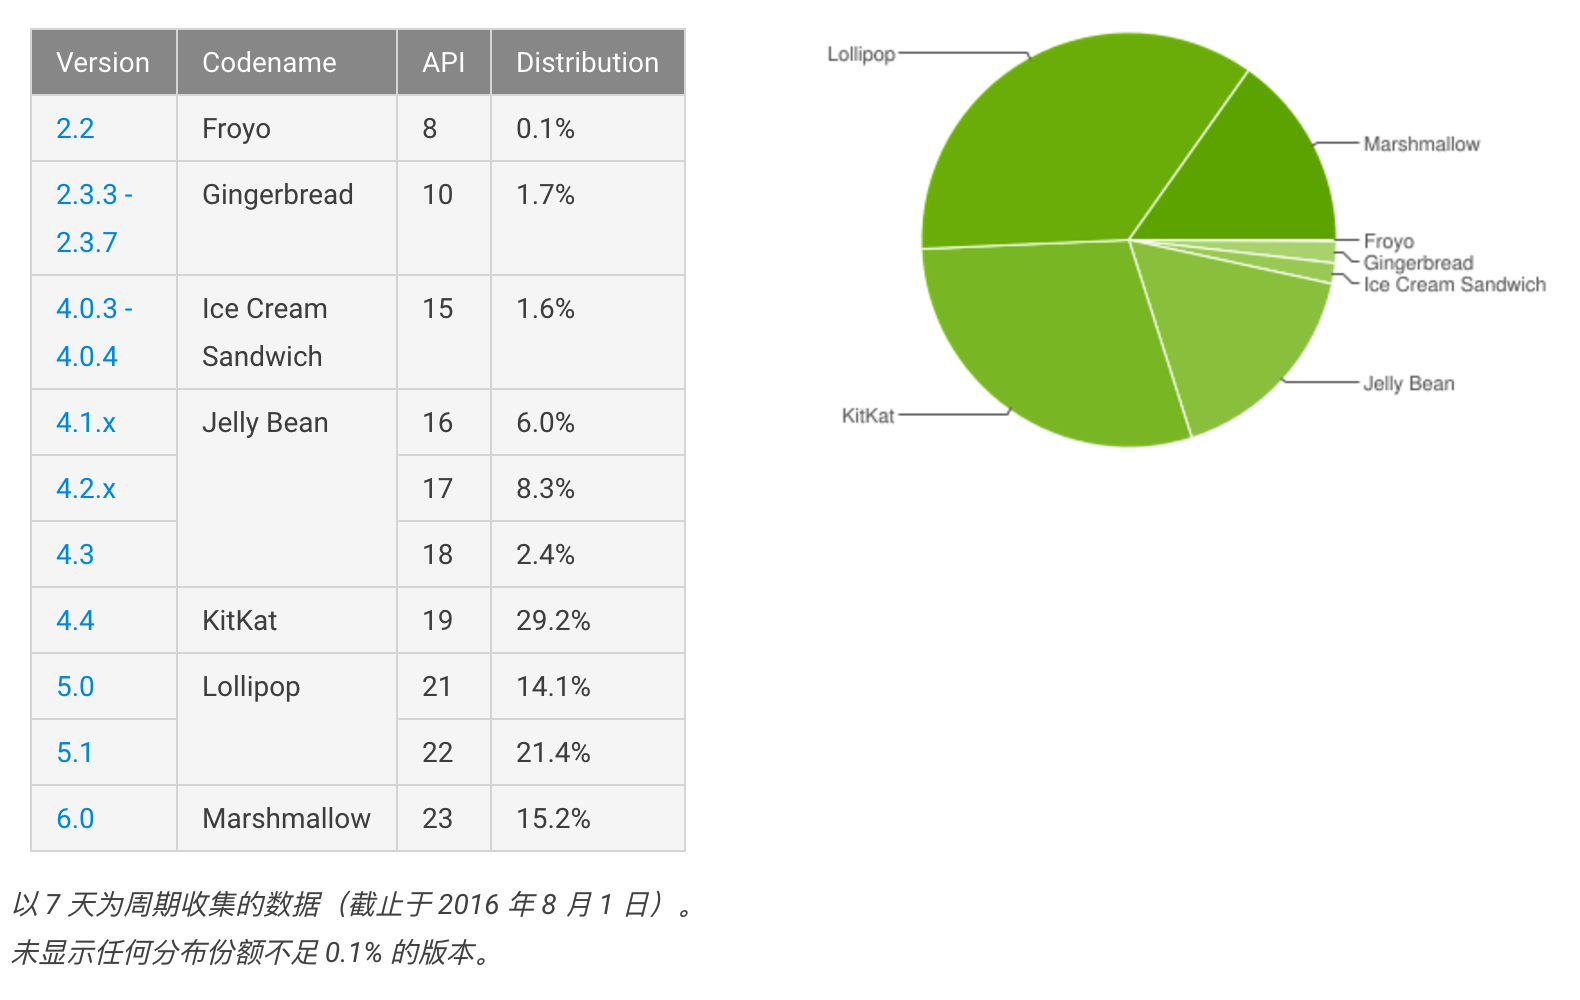 Version Codename API Distribution
2.2 Froyo 8 0.1%
2.3.3 - Gingerbread 10 1.7%
2.3.7
4.0.3 - Ice Cream 15 1.6%
4.0.4 Sandwich
4.1.x Jelly Bean 16 6.0%
4.2.x 17 8.3%
4.3 18 2.4%
4.4 KitKat 19 29.2%
5.0 Lollipop 21 14.1%
5.1 22 21.4%
6.0 Marshmallow 23 15.2%
以 7 天为周期收集的数据（截止于 2016 年 8 月 1 日）。
未显示任何分布份额不足 0.1% 的版本。
Lollipop
Marshmallow
Froyo
Gingerbread
Ice Cream Sandwich
Jelly Bean
KitKat